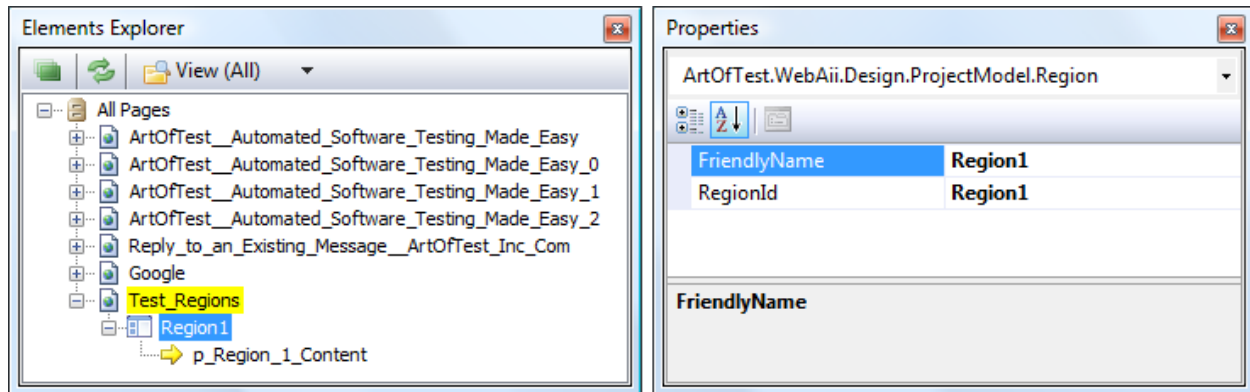 Elements Explorer
View (All)
All Pages
ArtOfTest__Automated_Software_Testing_Made_Easy
ArtOfTest__Automated_Software_Testing_Made_Easy_0
ArtOfTest__Automated_Software_Testing_Made_Easy_1
ArtOfTest__Automated_Software_Testing_Made_Easy_2
Reply_to_an_Existing_Message__ArtOfTest_Inc_Com
Google
Test_Regions
Region1
p_Region_1_Content
Properties
ArtOfTest.WebAii.Design.ProjectModel.Region
FriendlyName Region1
RegionId Region1
FriendlyName